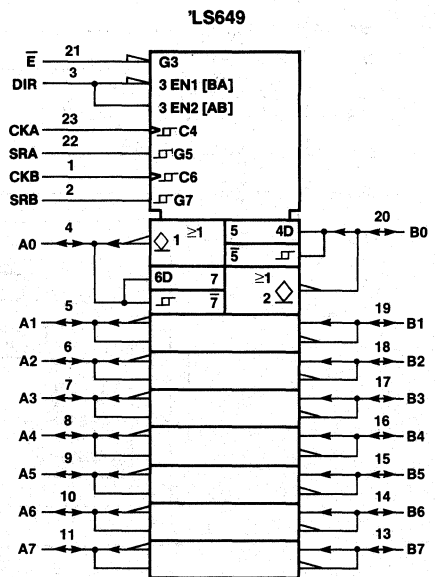 'LS649
E̅ 21 G3
DIR 3 3 EN1 [BA]
3 EN2 [AB]
CKA 23 C4
SRA 22 G5
CKB 1 C6
SRB 2 G7
A0 4 1 ≥1 5 4D 20 B0
5̅
6D 7 ≥1
7̅ 2
A1 5 19 B1
A2 6 18 B2
A3 7 17 B3
A4 8 16 B4
A5 9 15 B5
A6 10 14 B6
A7 11 13 B7